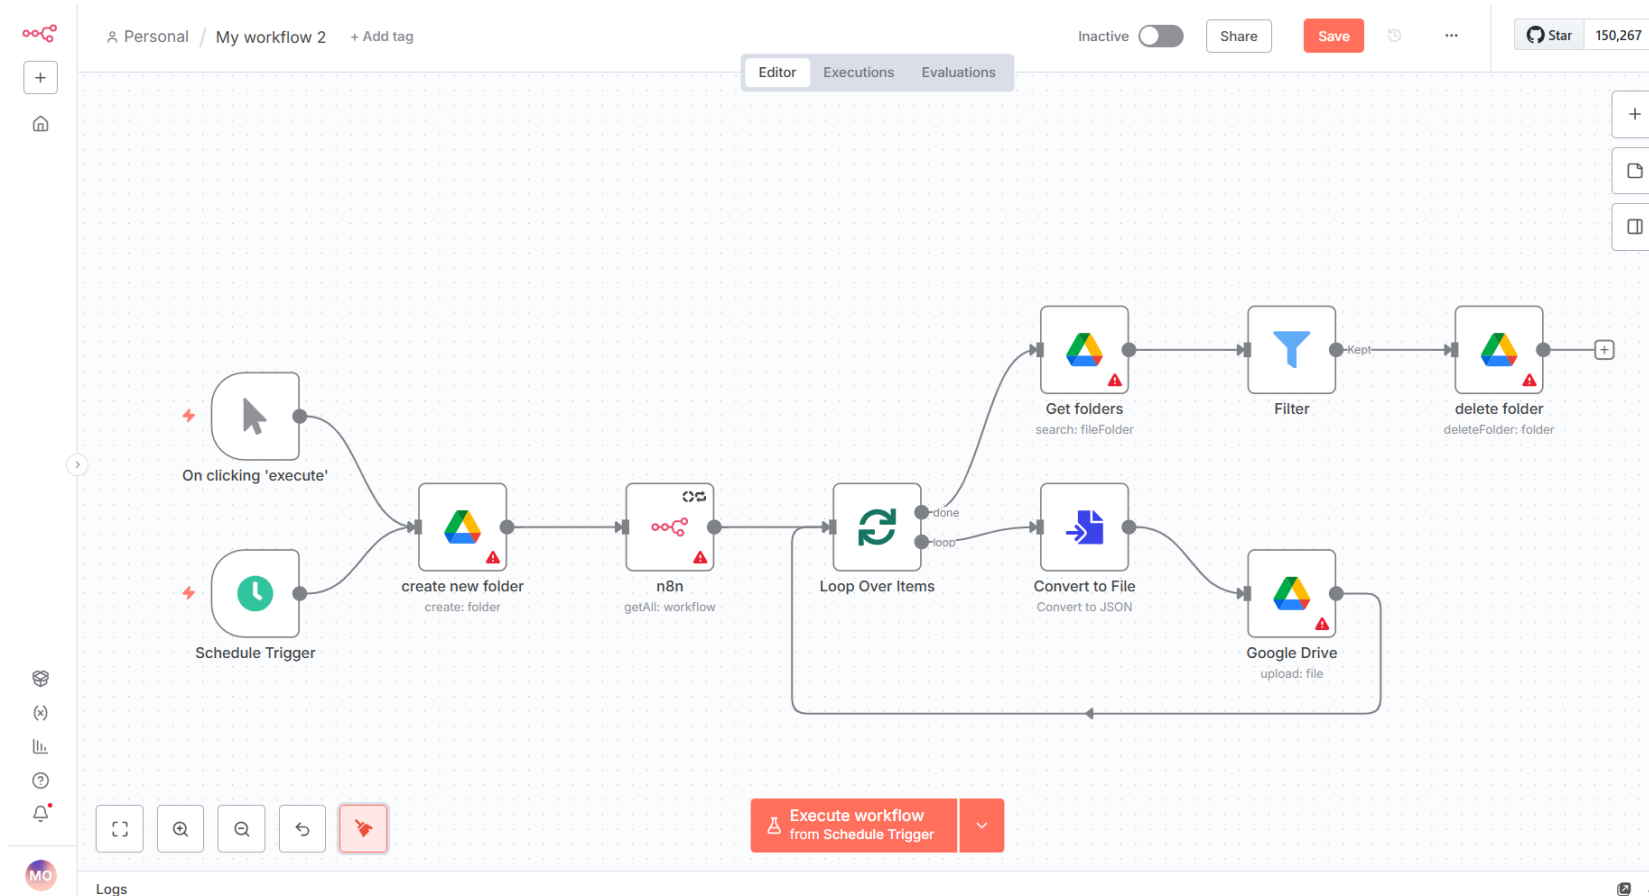 Personal / My workflow 2 + Add tag
Inactive
Share
Save
Star 150,267
Editor Executions Evaluations
Get folders
search: fileFolder
Filter
Kept
delete folder
deleteFolder: folder
On clicking 'execute'
create new folder
create: folder
n8n
getAll: workflow
done
loop
Loop Over Items
Convert to File
Convert to JSON
Schedule Trigger
Google Drive
upload: file
Execute workflow
from Schedule Trigger
MO
Logs